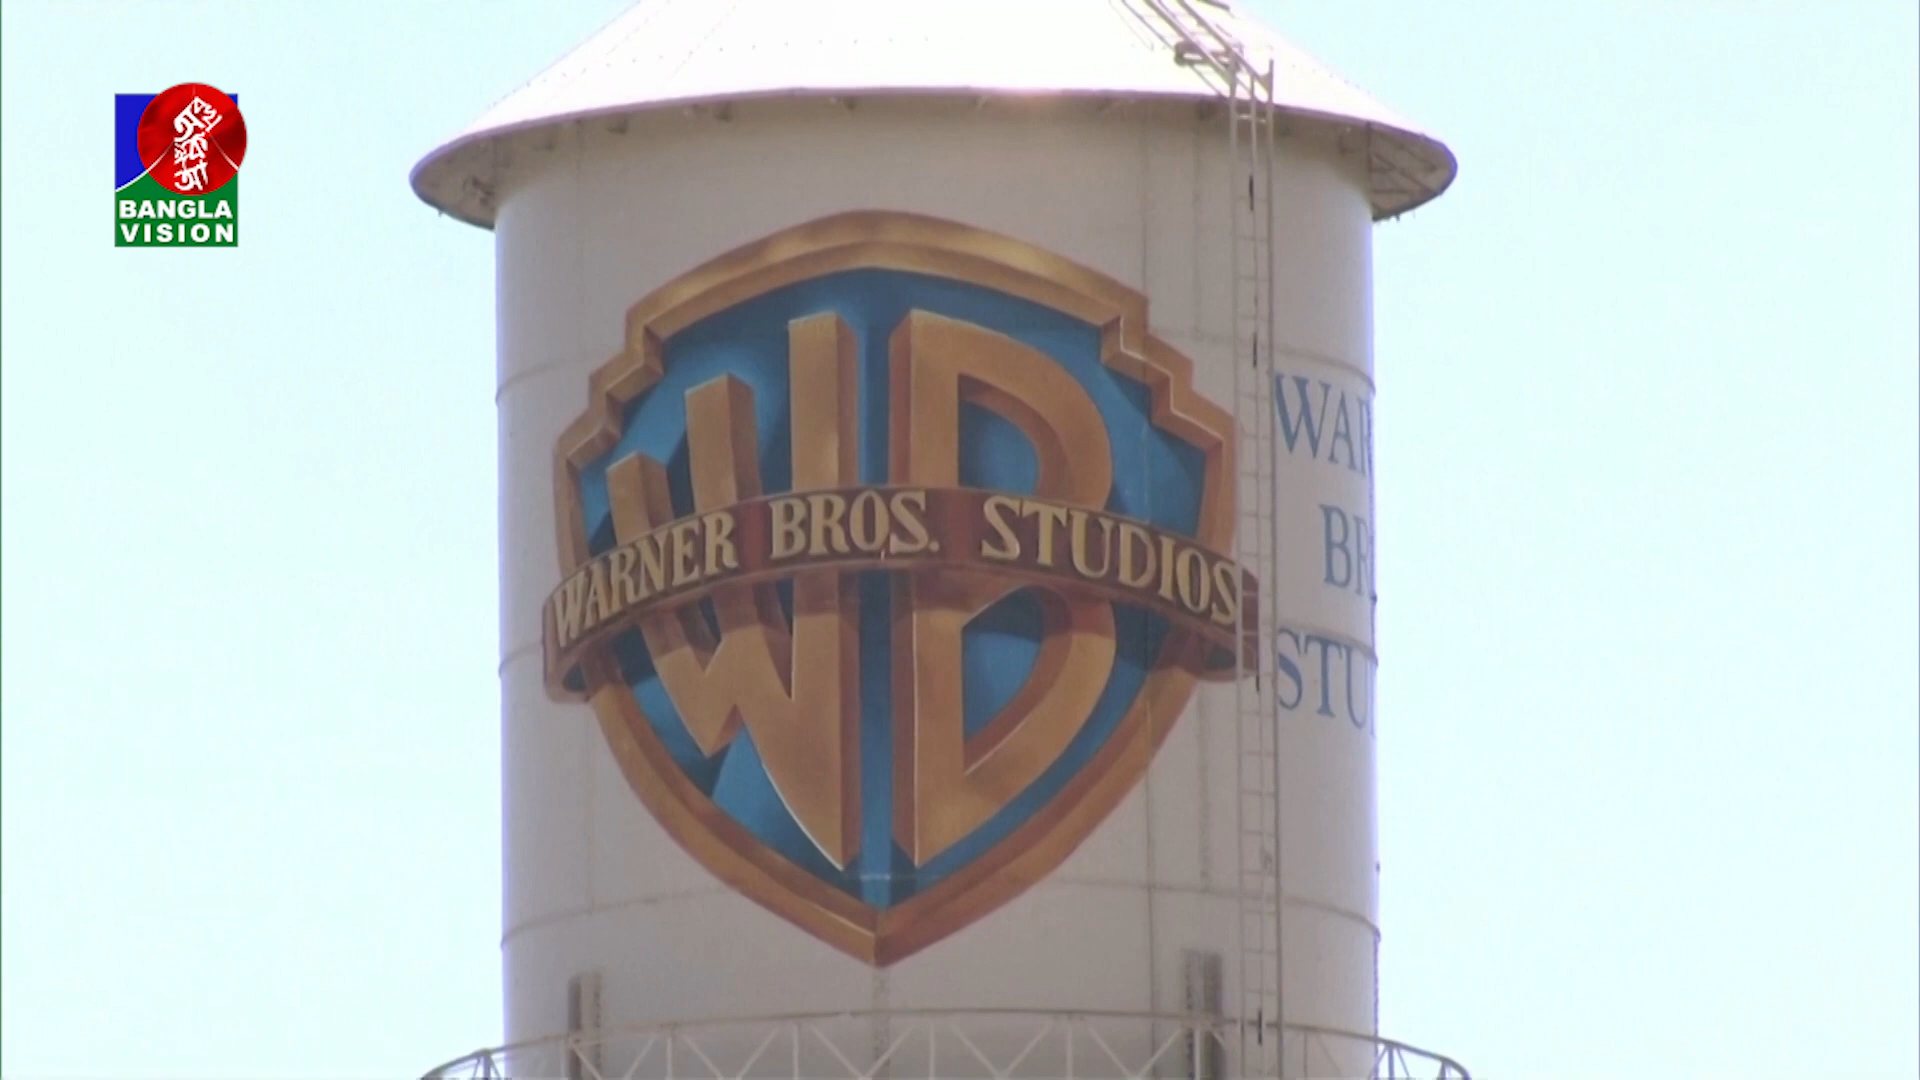 BANGLA
VISION
WB
WARNER BROS. STUDIOS
WAR
BR
STU